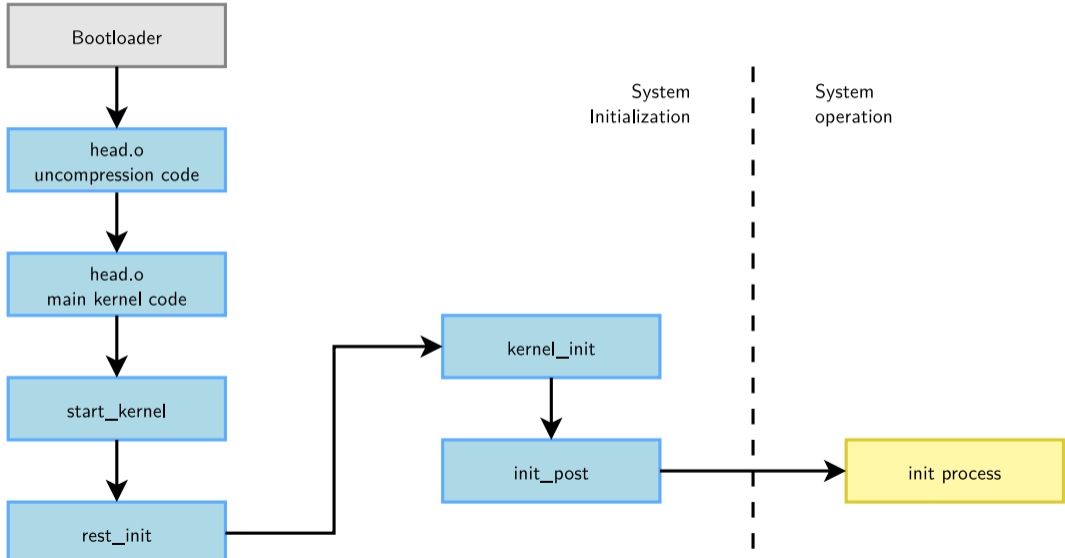 Bootloader
System
Initialization
System
operation
head.o
uncompression code
head.o
main kernel code
kernel_init
start_kernel
init_post
init process
rest_init